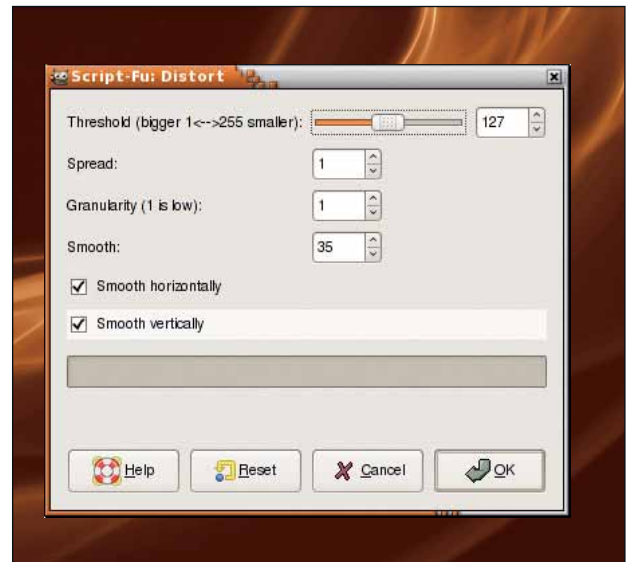 Script-Fu: Distort
Threshold (bigger 1<-->255 smaller): 127
Spread: 1
Granularity (1 is low): 1
Smooth: 35
Smooth horizontally
Smooth vertically
Help Reset Cancel OK